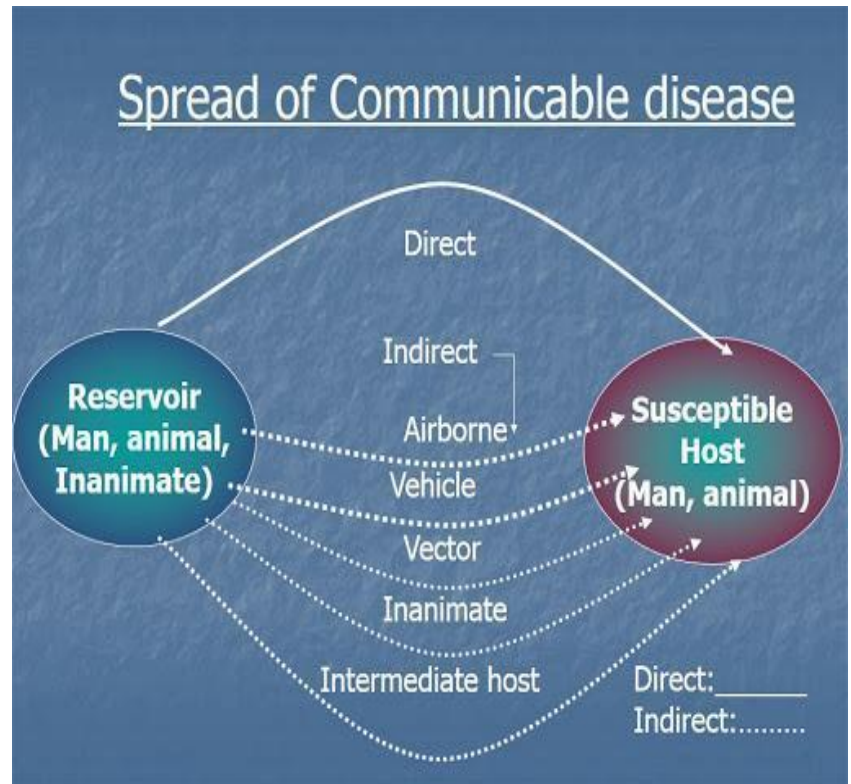 Spread of Communicable disease
Direct
Indirect
Reservoir
(Man, animal,
Inanimate)
Airborne
Vehicle
Vector
Inanimate
Intermediate host
Susceptible
Host
(Man, animal)
Direct:_______
Indirect:.........